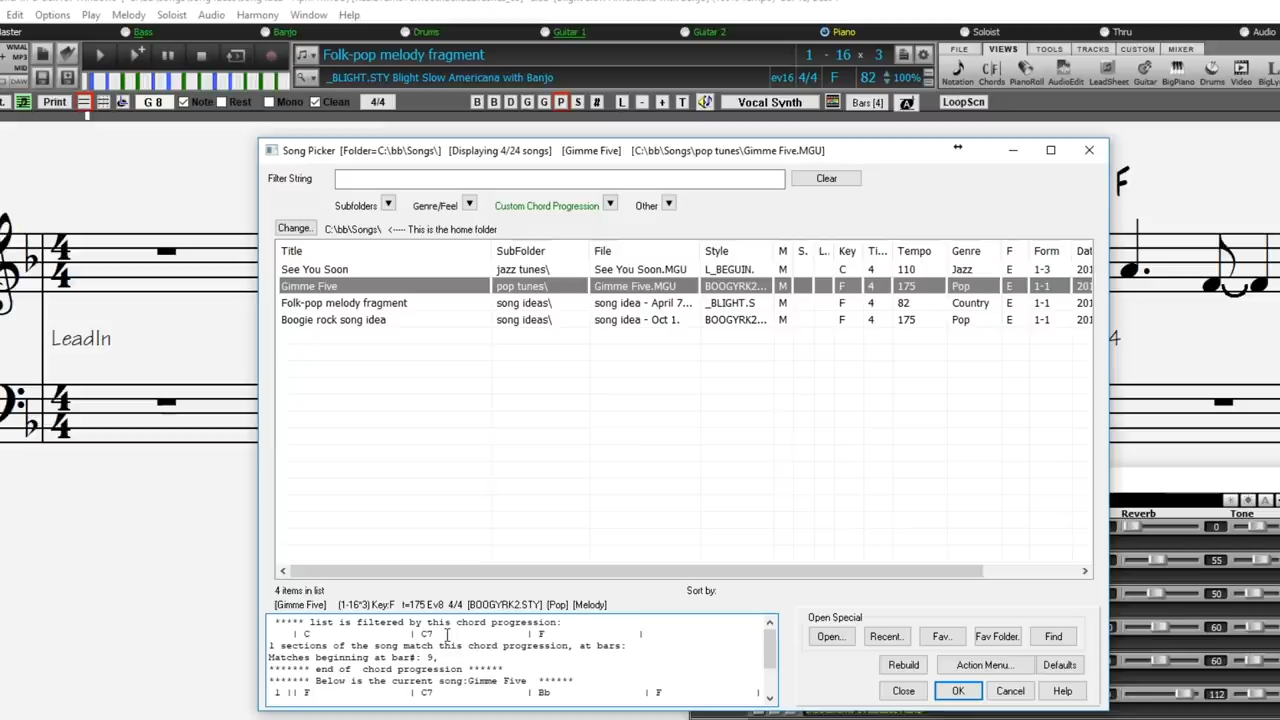 Edit Options Play Melody Soloist Audio Harmony Window Help
Master Bass Banjo Drums Guitar 1 Guitar 2 Piano Soloist Thru Audio
WMAL
MP3
MID
DAW
Folk-pop melody fragment 1 - 16 x 3
_BLIGHT.STY Blight Slow Americana with Banjo ev16 4/4 F 82 100%
FILE VIEWS TOOLS TRACKS CUSTOM MIXER
Notation Chords PianoRoll AudioEdit LeadSheet Guitar BigPiano Drums Video BigLy
t. Print G 8 Note Rest Mono Clean 4/4 B B D G G P S # L - + T Vocal Synth Bars [4] A LoopScn
Song Picker [Folder=C:\bb\Songs\] [Displaying 4/24 songs] [Gimme Five] [C:\bb\Songs\pop tunes\Gimme Five.MGU]
Filter String Clear
Subfolders Genre/Feel Custom Chord Progression Other
Change.. C:\bb\Songs\ <----- This is the home folder
Title SubFolder File Style M S. L.. Key Ti... Tempo Genre F Form Dat
See You Soon jazz tunes\ See You Soon.MGU L_BEGUIN. M C 4 110 Jazz E 1-3 201
Gimme Five pop tunes\ Gimme Five.MGU BOOGYRK2... M F 4 175 Pop E 1-1 201
Folk-pop melody fragment song ideas\ song idea - April 7... _BLIGHT.S M F 4 82 Country E 1-1 201
Boogie rock song idea song ideas\ song idea - Oct 1. BOOGYRK2... M F 4 175 Pop E 1-1 201
F
LeadIn
4
4 items in list Sort by:
[Gimme Five] (1-16*3) Key:F t=175 Ev8 4/4 [BOOGYRK2.STY] [Pop] [Melody]
***** list is filtered by this chord progression:
| C | C7 | F |
1 sections of the song match this chord progression, at bars:
Matches beginning at bar#: 9,
******* end of chord progression ******
******* Below is the current song:Gimme Five ******
1 || F | C7 | Bb | F |
Open Special
Open... Recent.. Fav.. Fav Folder. Find
Rebuild Action Menu... Defaults
Close OK Cancel Help
Reverb Tone
0
55
50
60
60
112